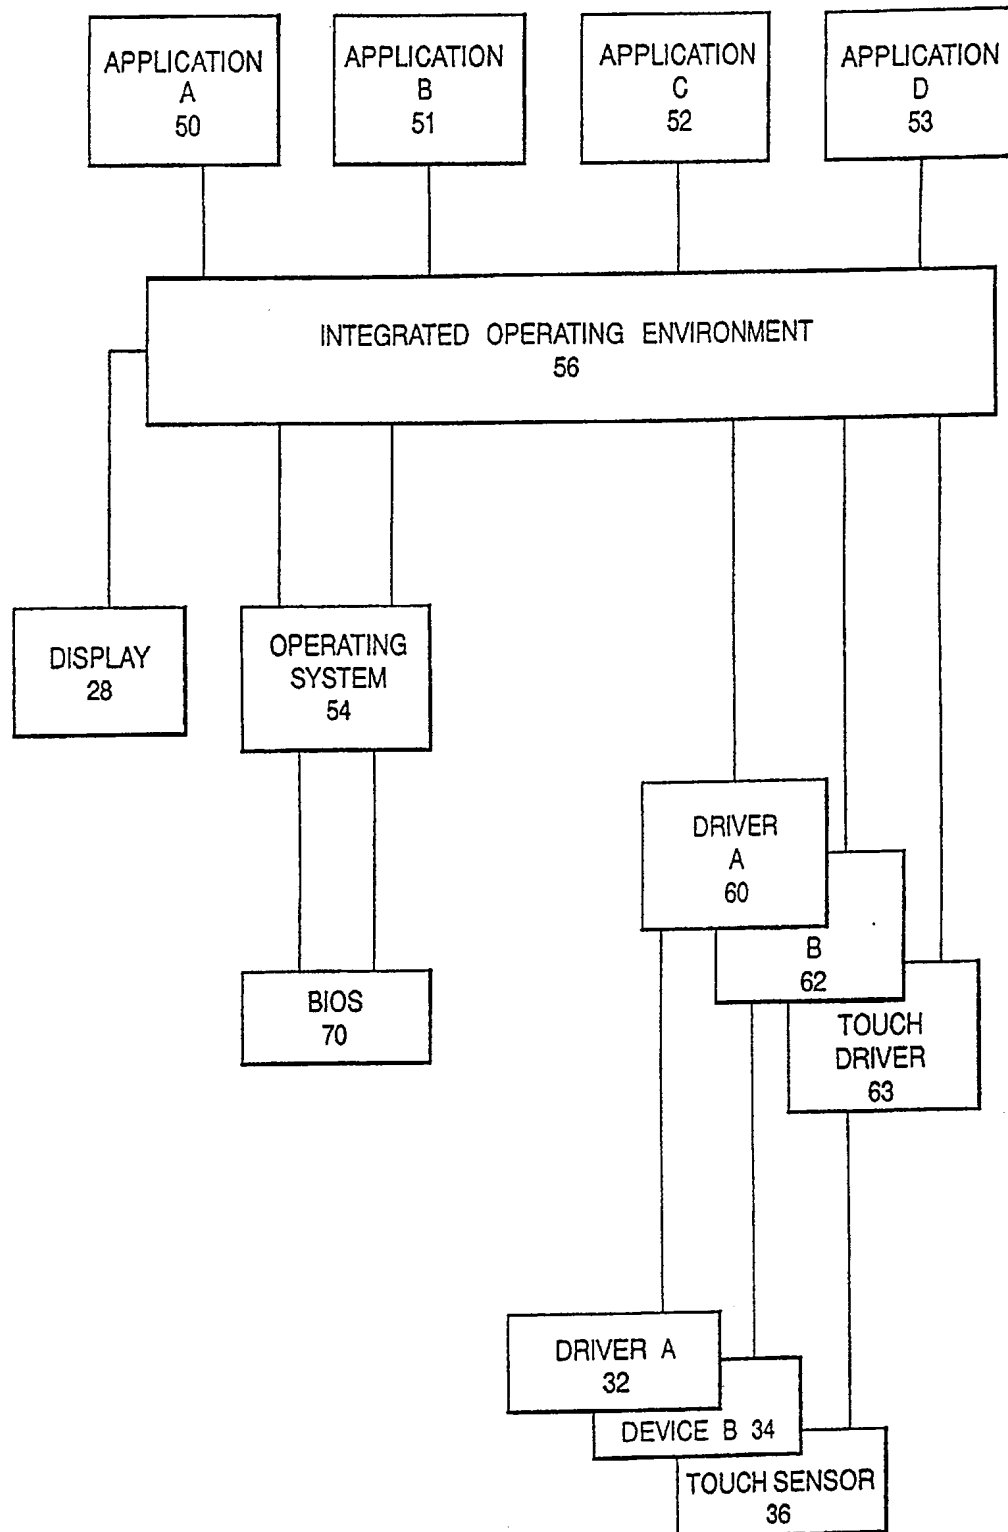 APPLICATION
A
50
APPLICATION
B
51
APPLICATION
C
52
APPLICATION
D
53
INTEGRATED OPERATING ENVIRONMENT
56
DISPLAY
28
OPERATING
SYSTEM
54
DRIVER
A
60
B
62
BIOS
70
TOUCH
DRIVER
63
DRIVER A
32
DEVICE B 34
TOUCH SENSOR
36